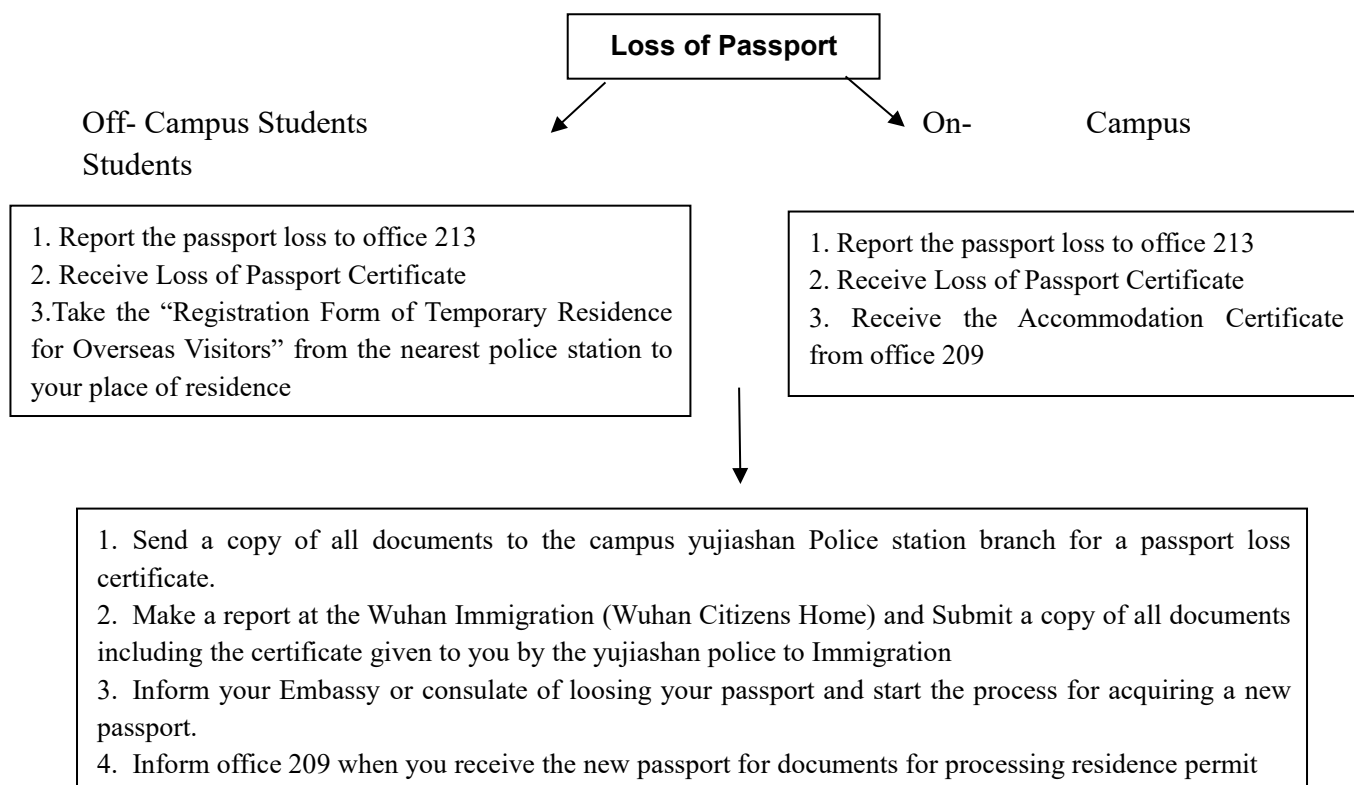 Loss of Passport
Off- Campus Students On- Campus
Students
1. Report the passport loss to office 213
2. Receive Loss of Passport Certificate
3.Take the “Registration Form of Temporary Residence
for Overseas Visitors” from the nearest police station to
your place of residence
1. Report the passport loss to office 213
2. Receive Loss of Passport Certificate
3. Receive the Accommodation Certificate
from office 209
1. Send a copy of all documents to the campus yujiashan Police station branch for a passport loss
certificate.
2. Make a report at the Wuhan Immigration (Wuhan Citizens Home) and Submit a copy of all documents
including the certificate given to you by the yujiashan police to Immigration
3. Inform your Embassy or consulate of loosing your passport and start the process for acquiring a new
passport.
4. Inform office 209 when you receive the new passport for documents for processing residence permit